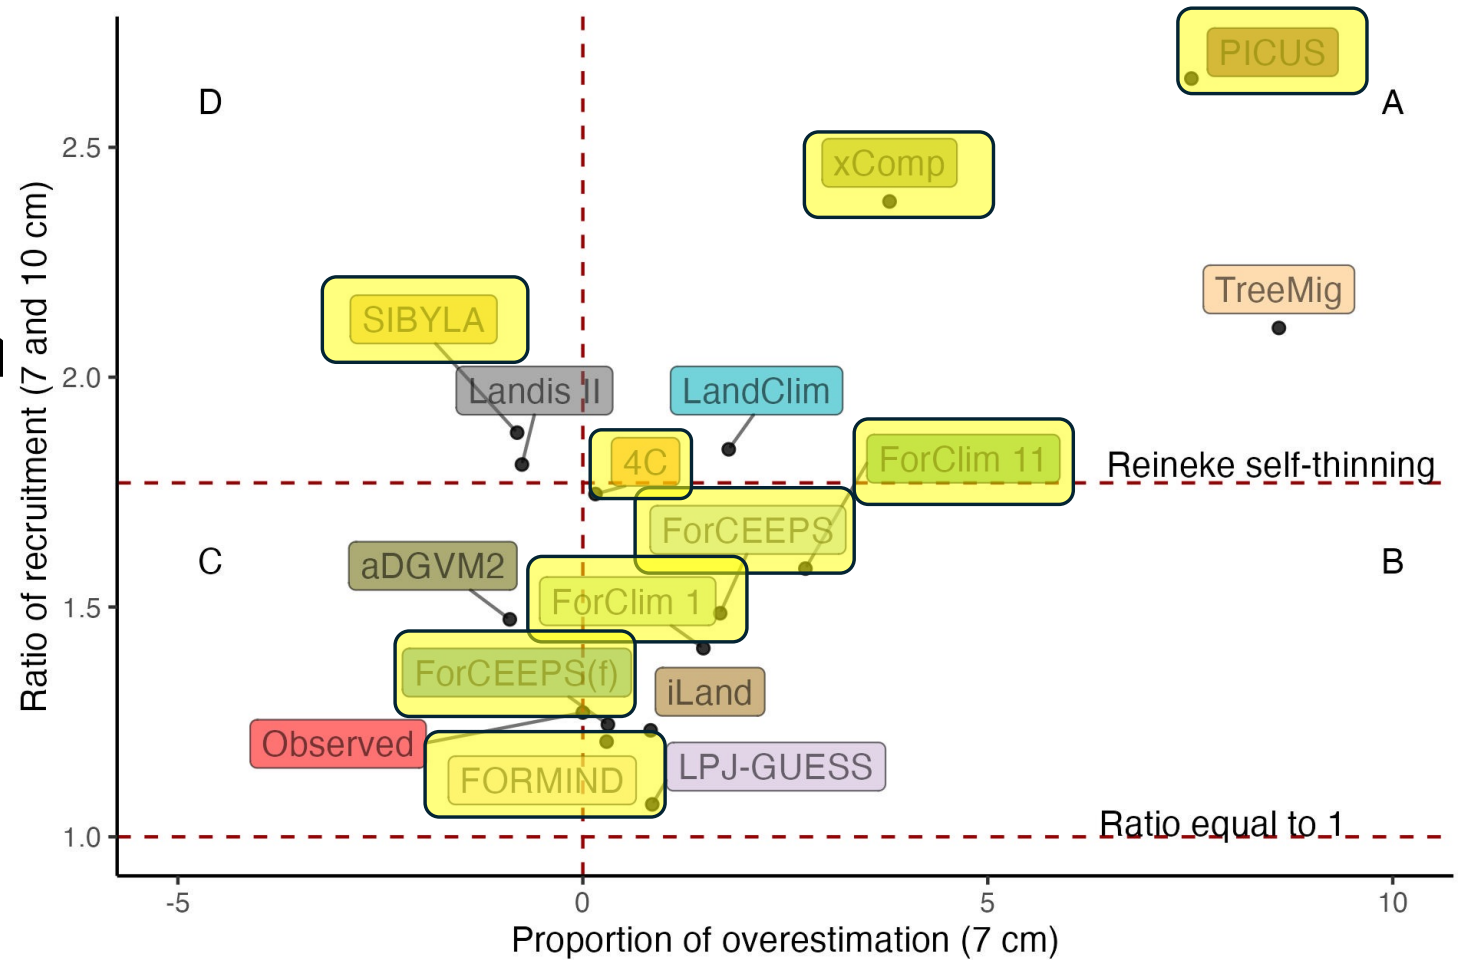 PICUS
D
A
2.5
xComp
TreeMig
SIBYLA
2.0
Landis II
LandClim
4C
ForClim 11
Reineke self-thinning
ForCEEPS
aDGVM2
C
B
1.5
ForClim 1
ForCEEPS(f)
iLand
Observed
FORMIND
LPJ-GUESS
1.0
Ratio equal to 1
-5
0
5
10
Proportion of overestimation (7 cm)
Ratio of recruitment (7 and 10 cm)